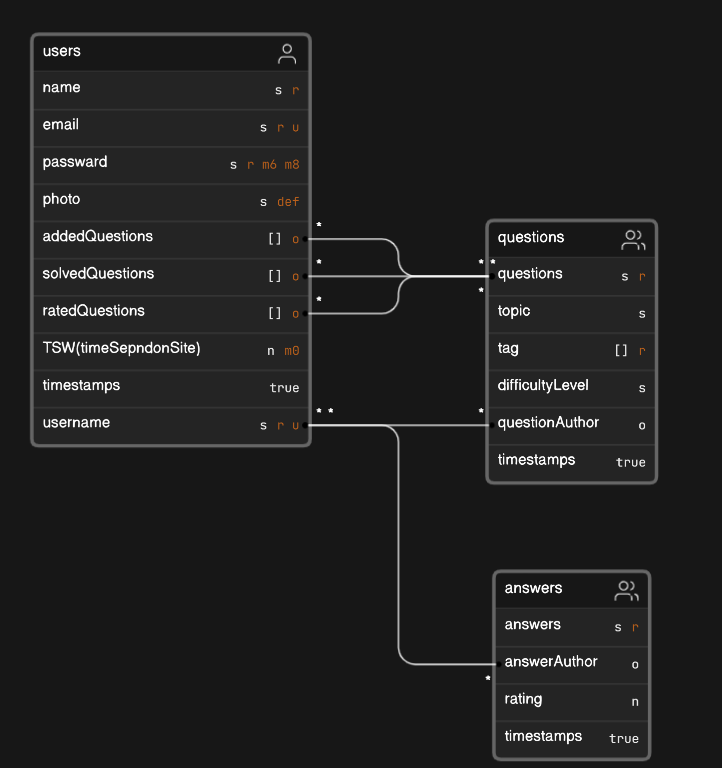 users
name s r
email s r u
passward s r m6 m8
photo s def
addedQuestions [] o
*
solvedQuestions [] o
*
ratedQuestions [] o
*
TSW(timeSepndonSite) n m0
timestamps true
username s r u
* *
questions
* *
questions s r
*
topic s
tag [] r
difficultyLevel s
*
questionAuthor o
timestamps true
answers
answers s r
answerAuthor o
*
rating n
timestamps true